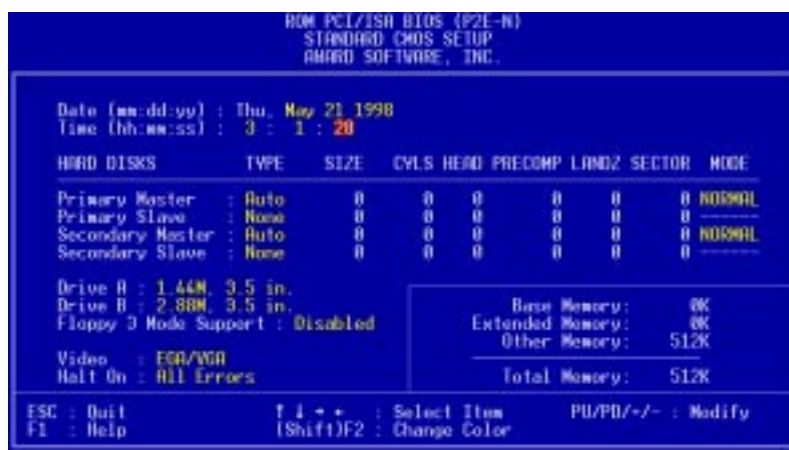 ROM PCI/ISA BIOS (P2E-N)
STANDARD CMOS SETUP
AWARD SOFTWARE, INC.
Date (mm:dd:yy) : Thu, May 21 1998
Time (hh:mm:ss) : 3 : 1 : 28
HARD DISKS TYPE SIZE CYLS HEAD PRECOMP LANDZ SECTOR MODE
Primary Master : Auto 0 0 0 0 0 0 NORMAL
Primary Slave : None 0 0 0 0 0 0 ------
Secondary Master : Auto 0 0 0 0 0 0 NORMAL
Secondary Slave : None 0 0 0 0 0 0 ------
Drive A : 1.44M, 3.5 in.
Drive B : 2.88M, 3.5 in.
Floppy 3 Mode Support : Disabled
Video : EGA/VGA
Halt On : All Errors
Base Memory: 0K
Extended Memory: 0K
Other Memory: 512K
Total Memory: 512K
ESC : Quit ↑ ↓ → ← : Select Item PU/PD/+/- : Modify
F1 : Help (Shift)F2 : Change Color